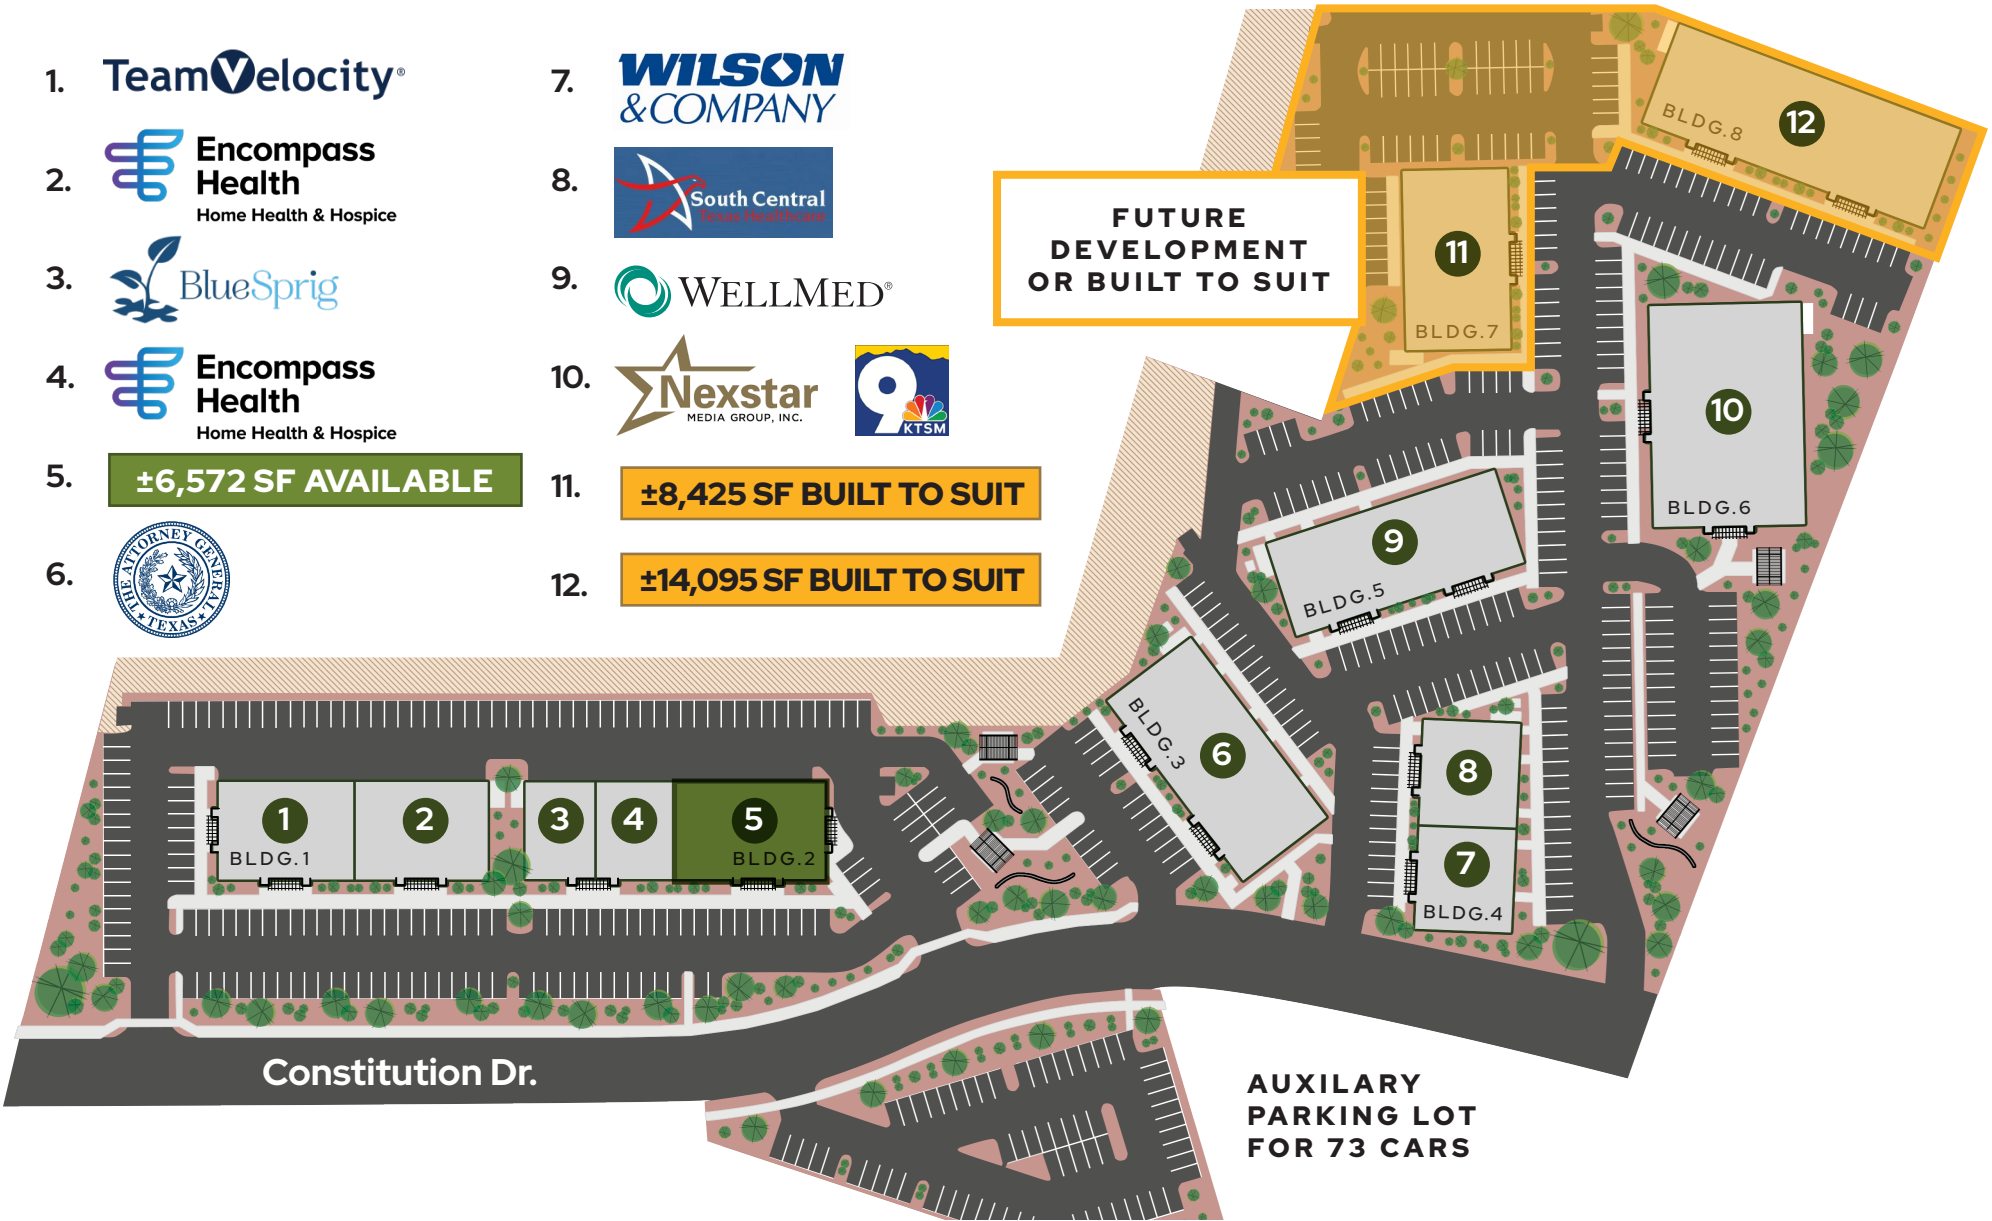 1. TeamVelocity®
2. Encompass
Health
Home Health & Hospice
3. BlueSprig
4. Encompass
Health
Home Health & Hospice
5. ±6,572 SF AVAILABLE
6. THE ATTORNEY GENERAL
★ TEXAS ★
7. WILSON
&COMPANY
8. South Central
Texas Healthcare
9. WELLMED®
10. Nexstar
MEDIA GROUP, INC.
9
KTSM
11. ±8,425 SF BUILT TO SUIT
12. ±14,095 SF BUILT TO SUIT
FUTURE
DEVELOPMENT
OR BUILT TO SUIT
BLDG.8
12
11
BLDG.7
10
BLDG.6
9
BLDG.5
BLDG.3
6
8
7
BLDG.4
1
BLDG.1
2
3
4
5
BLDG.2
Constitution Dr.
AUXILARY
PARKING LOT
FOR 73 CARS